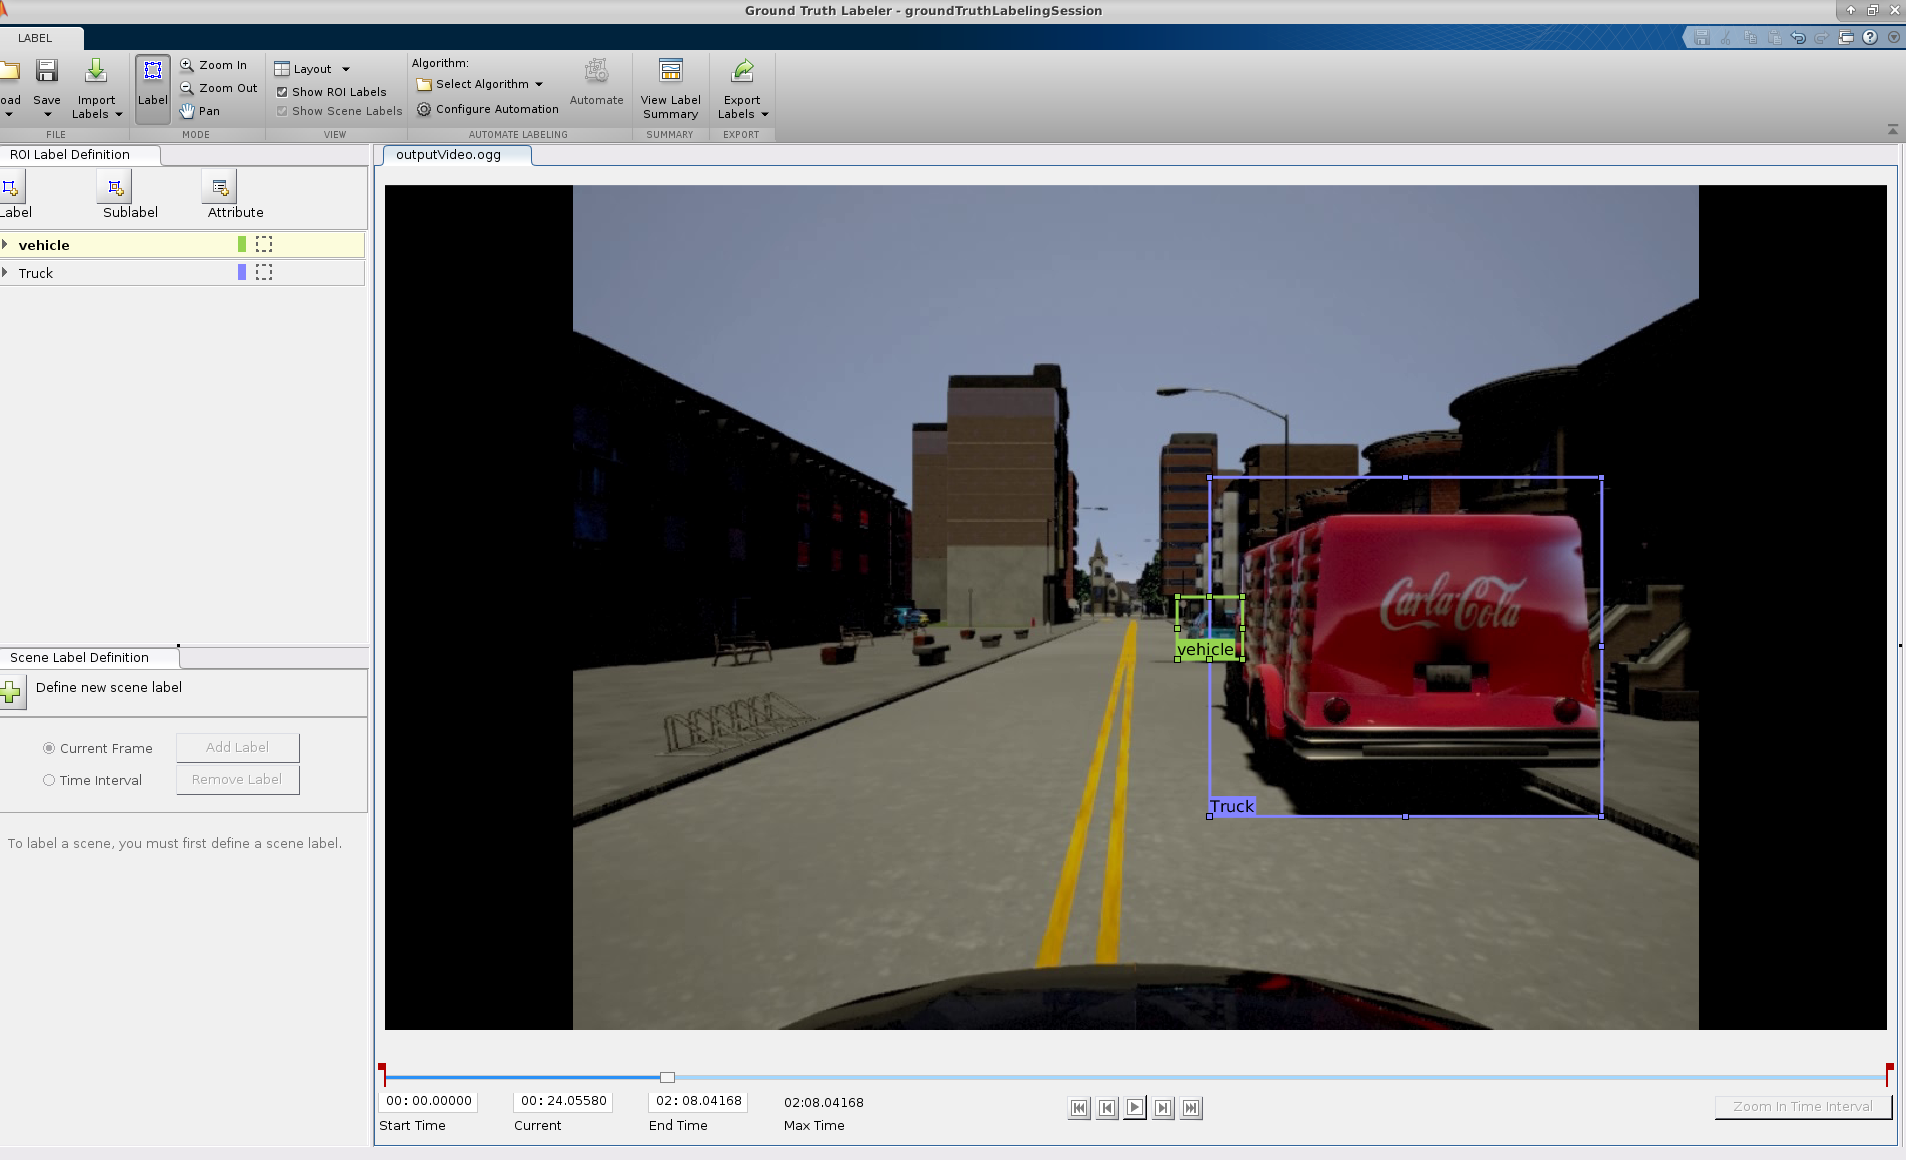 Ground Truth Labeler - groundTruthLabelingSession
LABEL
oad
Save
Import
Labels
Label
Zoom In
Zoom Out
Pan
Layout
Show ROI Labels
Show Scene Labels
Algorithm:
Select Algorithm
Configure Automation
Automate
View Label
Summary
Export
Labels
FILE
MODE
VIEW
AUTOMATE LABELING
SUMMARY
EXPORT
ROI Label Definition
outputVideo.ogg
Label
Sublabel
Attribute
vehicle
Truck
Carla Cola
vehicle
Truck
Scene Label Definition
Define new scene label
Current Frame
Add Label
Time Interval
Remove Label
To label a scene, you must first define a scene label.
00: 00.00000
00: 24.05580
02: 08.04168
02:08.04168
Start Time
Current
End Time
Max Time
Zoom In Time Interval